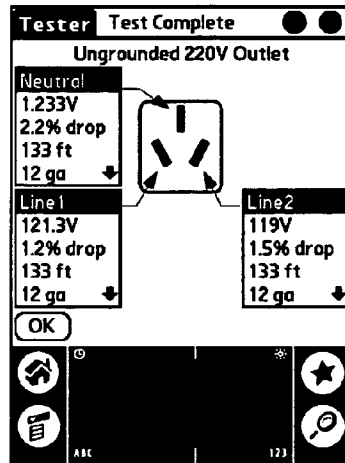 Tester Test Complete
Ungrounded 220V Outlet
Neutral
1.233V
2.2% drop
133 ft
12 ga
Line1
121.3V
1.2% drop
133 ft
12 ga
Line2
119V
1.5% drop
133 ft
12 ga
OK
ABC 123